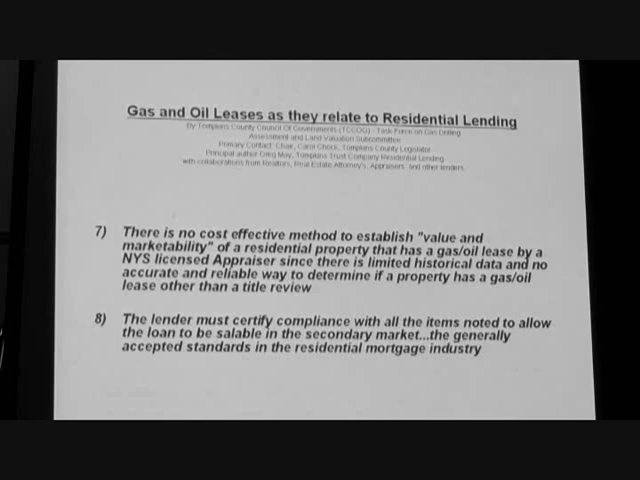 Gas and Oil Leases as they relate to Residential Lending
By Tompkins County Council Of Governments (TCCOG) - Task Force on Gas Drilling
Assessment and Land Valuation Subcommittee
Primary Contact: Chair, Carol Chock, Tompkins County Legislator
Principal author Greg May, Tompkins Trust Company Residential Lending
with collaborations from Realtors, Real Estate Attorney's, Appraisers and other lenders
7) There is no cost effective method to establish "value and
marketability" of a residential property that has a gas/oil lease by a
NYS licensed Appraiser since there is limited historical data and no
accurate and reliable way to determine if a property has a gas/oil
lease other than a title review
8) The lender must certify compliance with all the items noted to allow
the loan to be salable in the secondary market...the generally
accepted standards in the residential mortgage industry